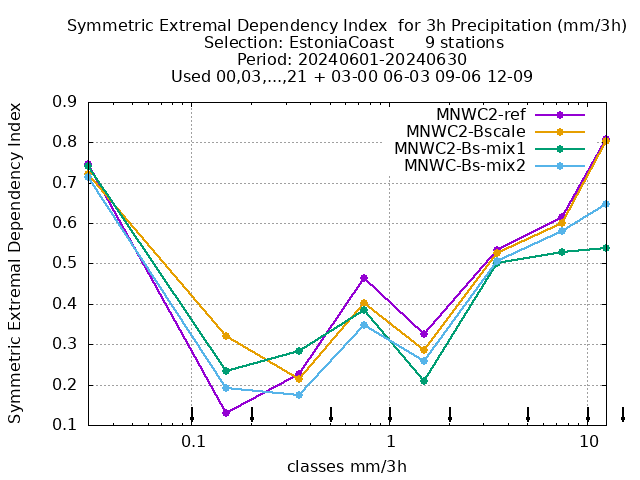 Symmetric Extremal Dependency Index  for 3h Precipitation (mm/3h)
Selection: EstoniaCoast      9 stations
Period: 20240601-20240630
Used 00,03,...,21 + 03-00 06-03 09-06 12-09
Symmetric Extremal Dependency Index
0.9
0.8
0.7
0.6
0.5
0.4
0.3
0.2
0.1
MNWC2-ref
MNWC2-Bscale
MNWC2-Bs-mix1
MNWC-Bs-mix2
0.1
1
10
classes mm/3h